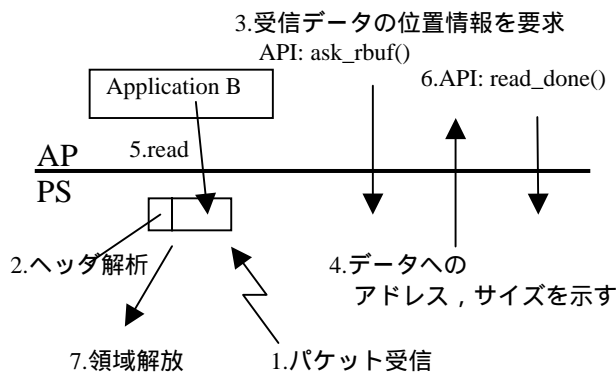 3.受信データの位置情報を要求
API: ask_rbuf()
6.API: read_done()
Application B
5.read
AP
PS
2.ヘッダ解析
4.データへの
アドレス , サイズを示す
7.領域解放
1.パケット受信